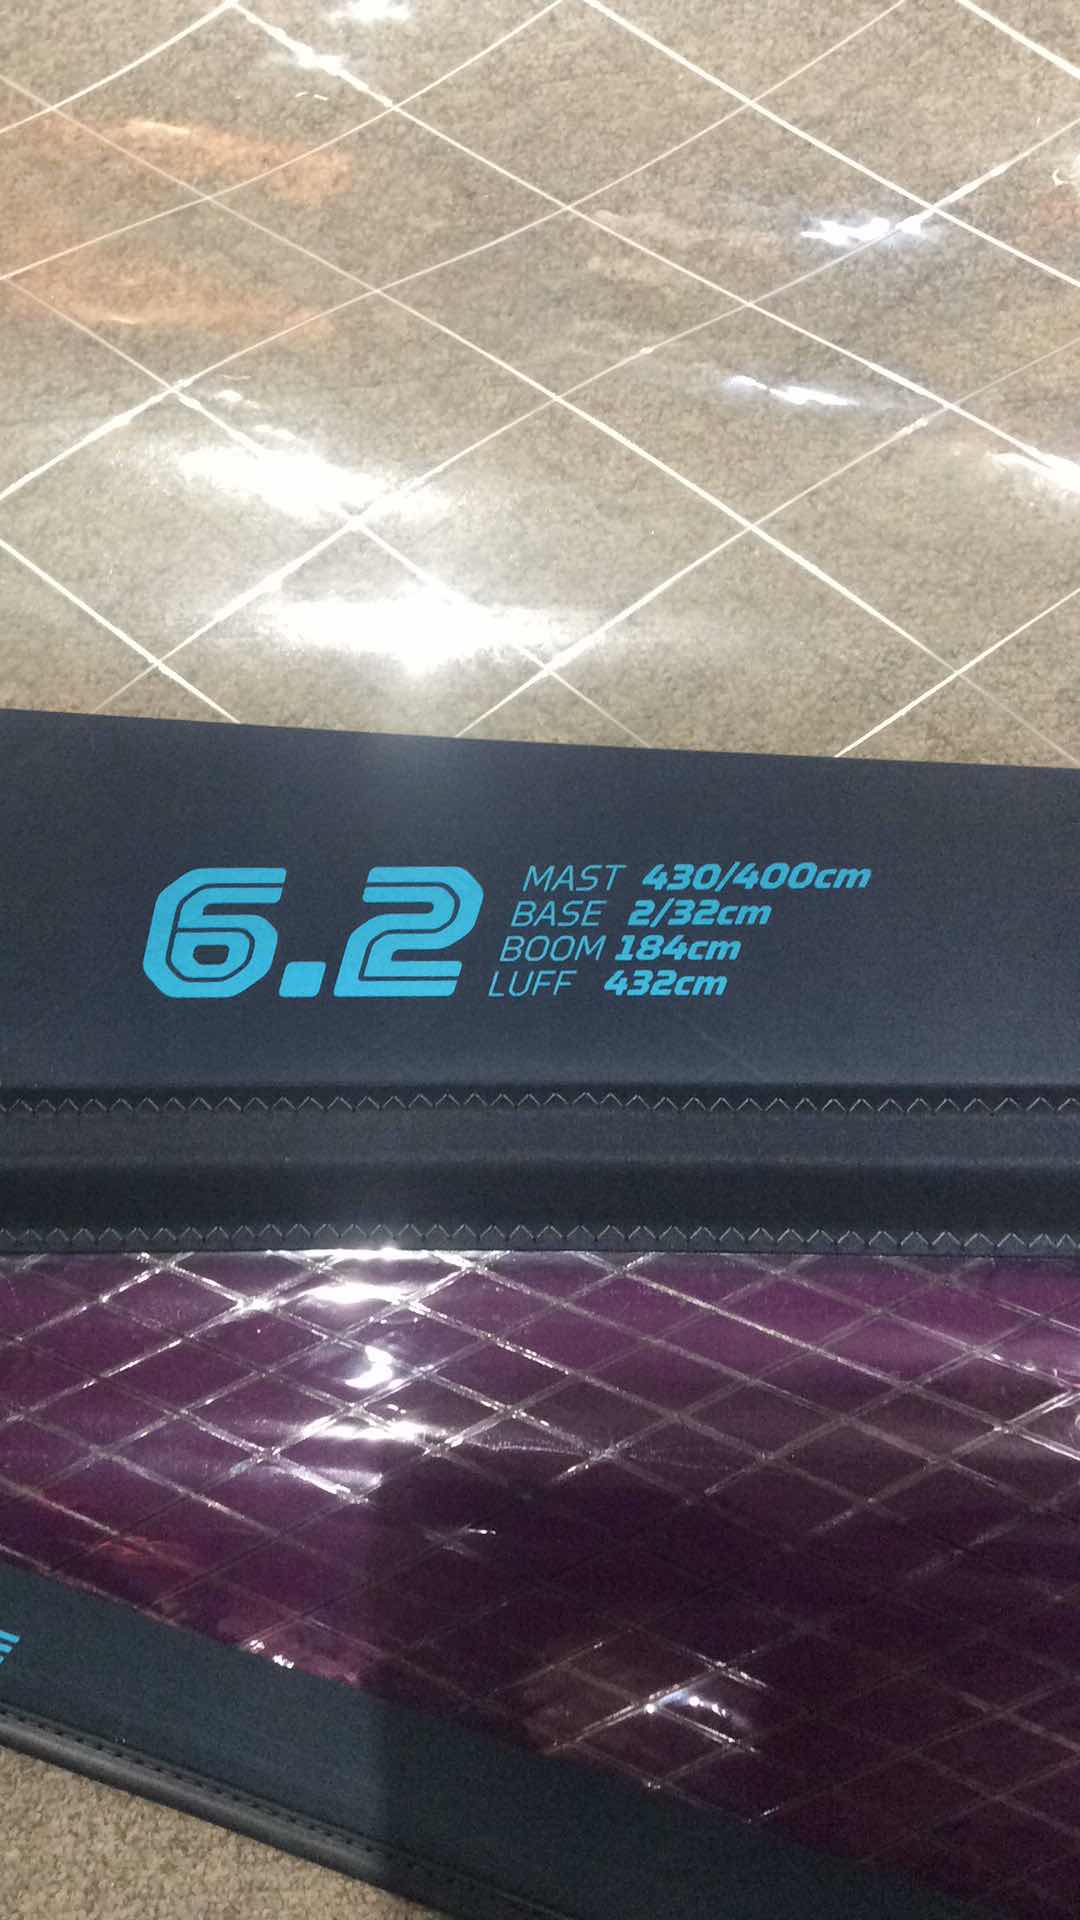 6.2
MAST 430/400cm
BASE 2/32cm
BOOM 184cm
LUFF 432cm